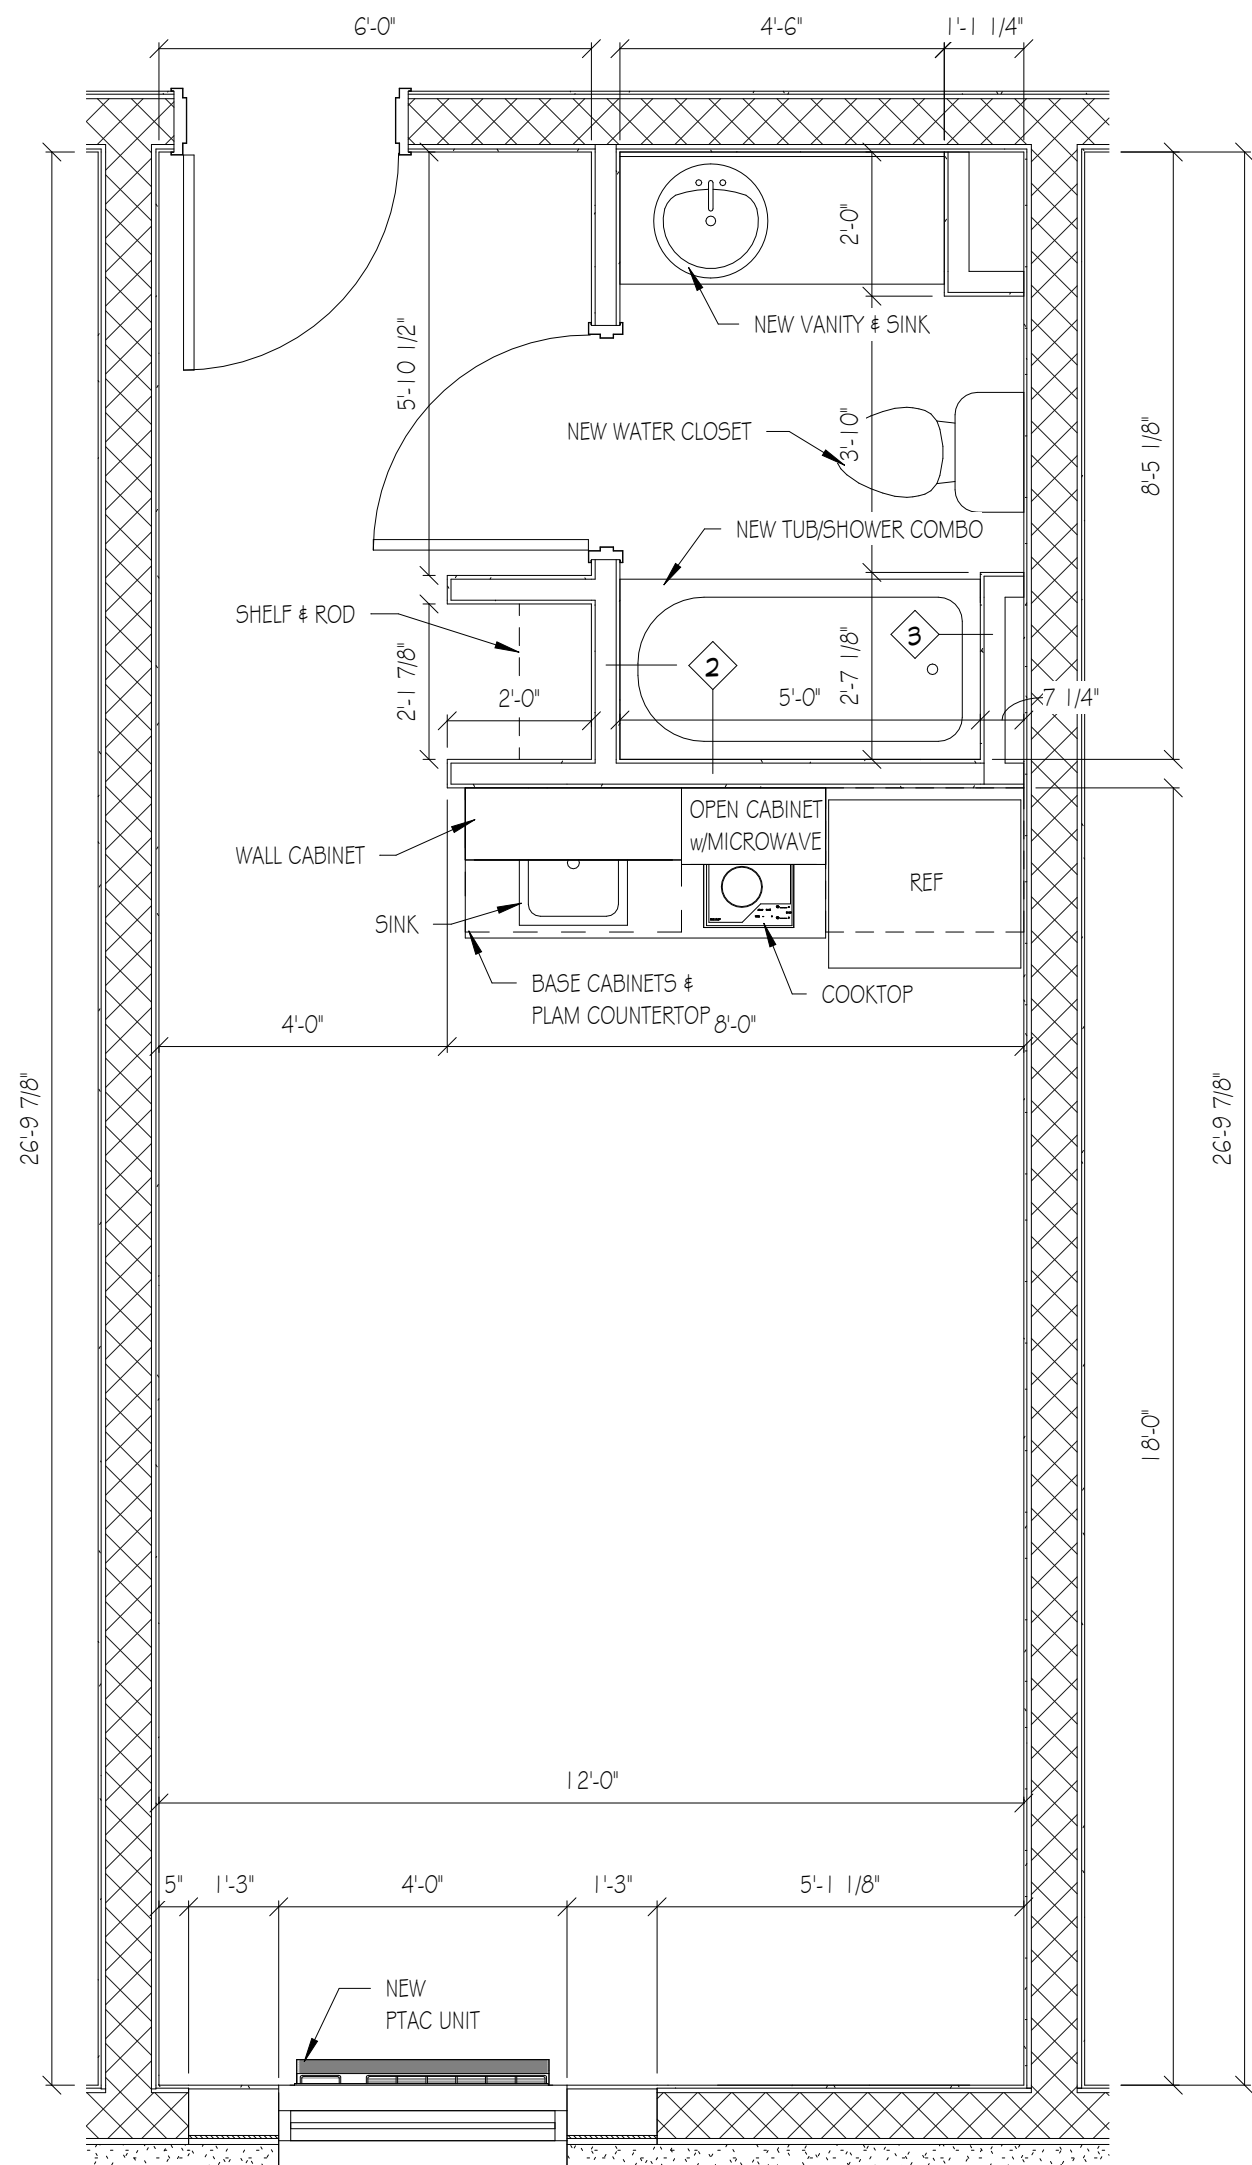 6'-0"
4'-6"
1'-1 1/4"
2'-0"
NEW VANITY & SINK
5'-10 1/2"
NEW WATER CLOSET
3'-10"
8'-5 1/8"
NEW TUB/SHOWER COMBO
SHELF & ROD
3
2
2'-1 7/8"
2'-0"
5'-0"
2'-7 1/8"
7 1/4"
OPEN CABINET
w/MICROWAVE
WALL CABINET
REF
SINK
BASE CABINETS &
PLAM COUNTERTOP
COOKTOP
4'-0"
8'-0"
26'-9 7/8"
26'-9 7/8"
18'-0"
12'-0"
5"
1'-3"
4'-0"
1'-3"
5'-1 1/8"
NEW
PTAC UNIT